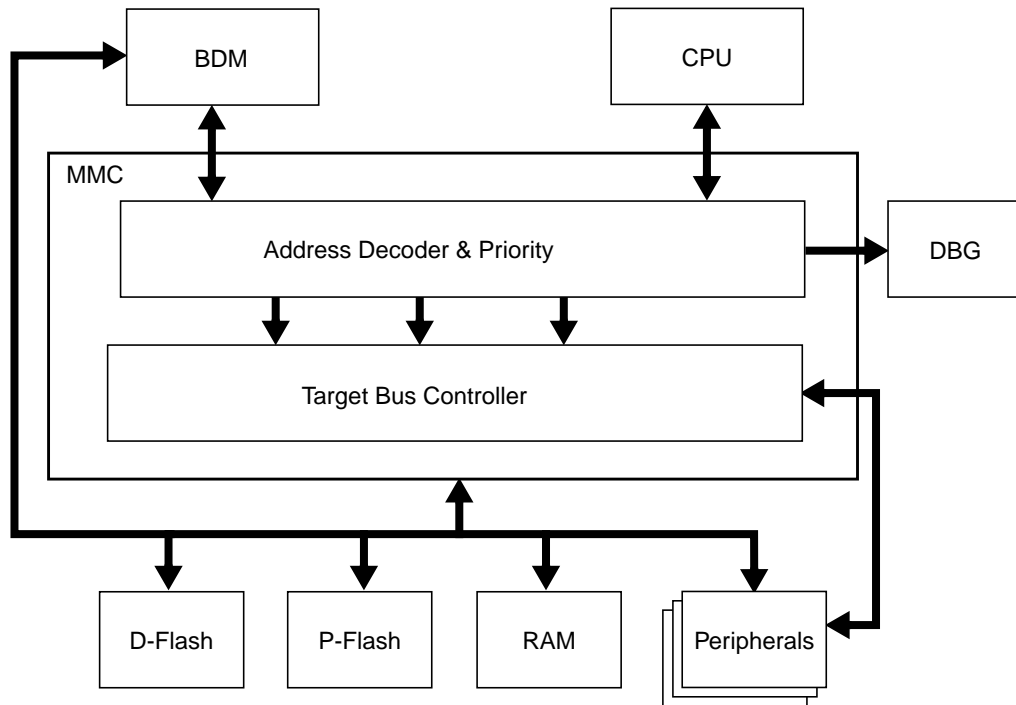 BDM
CPU
MMC
Address Decoder & Priority
DBG
Target Bus Controller
D-Flash
P-Flash
RAM
Peripherals